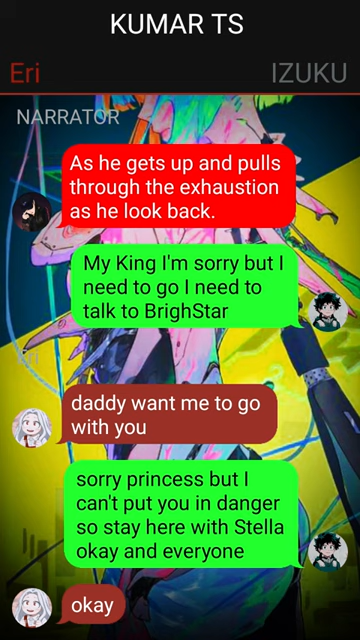 KUMAR TS
Eri
IZUKU
NARRATOR
As he gets up and pulls
through the exhaustion
as he look back.
My King I'm sorry but I
need to go I need to
talk to BrighStar
Eri
daddy want me to go
with you
sorry princess but I
can't put you in danger
so stay here with Stella
okay and everyone
okay